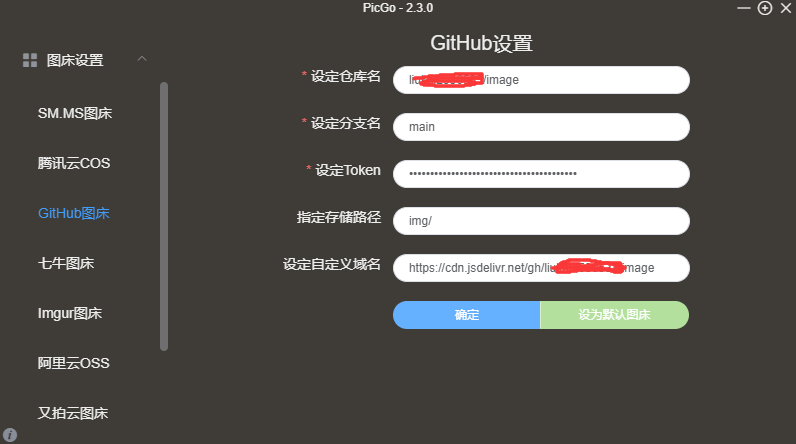 PicGo - 2.3.0
图床设置
SM.MS图床
腾讯云COS
GitHub图床
七牛图床
Imgur图床
阿里云OSS
又拍云图床
GitHub设置
* 设定仓库名
/image
* 设定分支名
main
* 设定Token
••••••••••••••••••••••••••••••••••••••••
指定存储路径
img/
设定自定义域名
https://cdn.jsdelivr.net/gh/li image
确定
设为默认图床